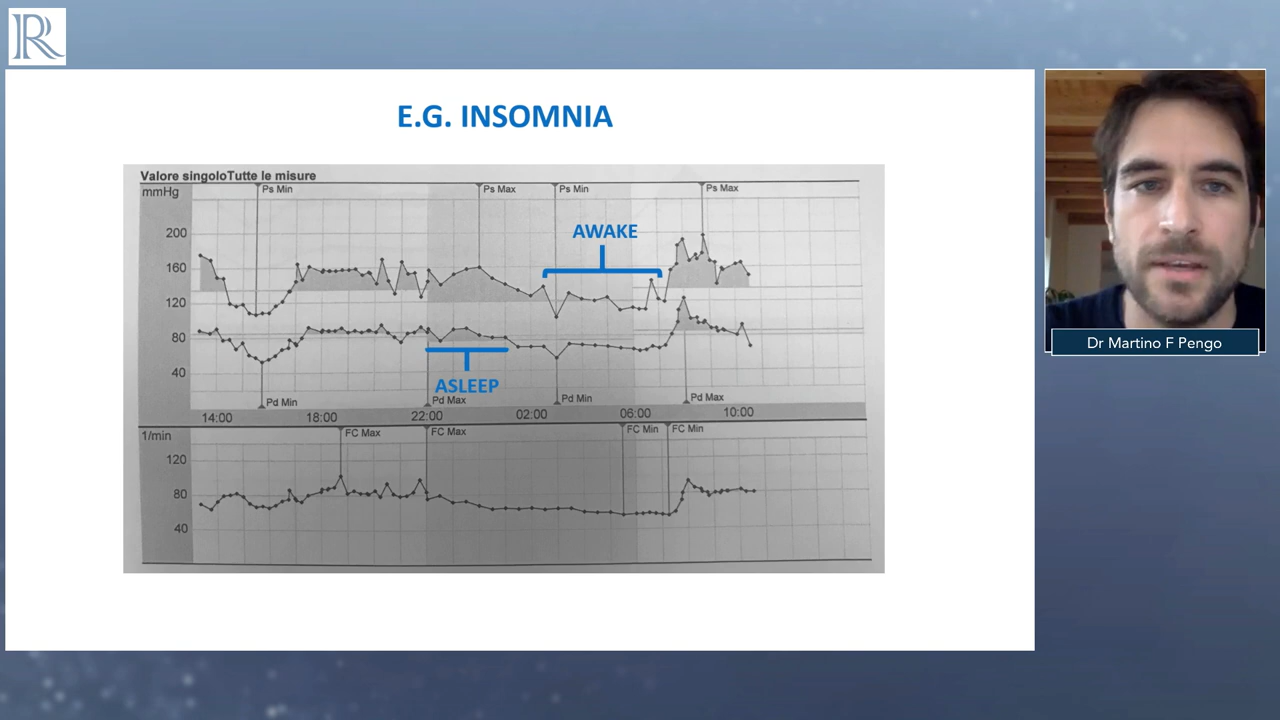 R
E.G. INSOMNIA
Valore singoloTutte le misure
mmHg
Ps Min
Ps Max
Ps Min
Ps Max
200
160
120
80
40
AWAKE
ASLEEP
Pd Min
Pd Max
Pd Min
Pd Max
14:00 18:00 22:00 02:00 06:00 10:00
1/min
FC Max
FC Max
FC Min
FC Min
120
80
40
Dr Martino F Pengo